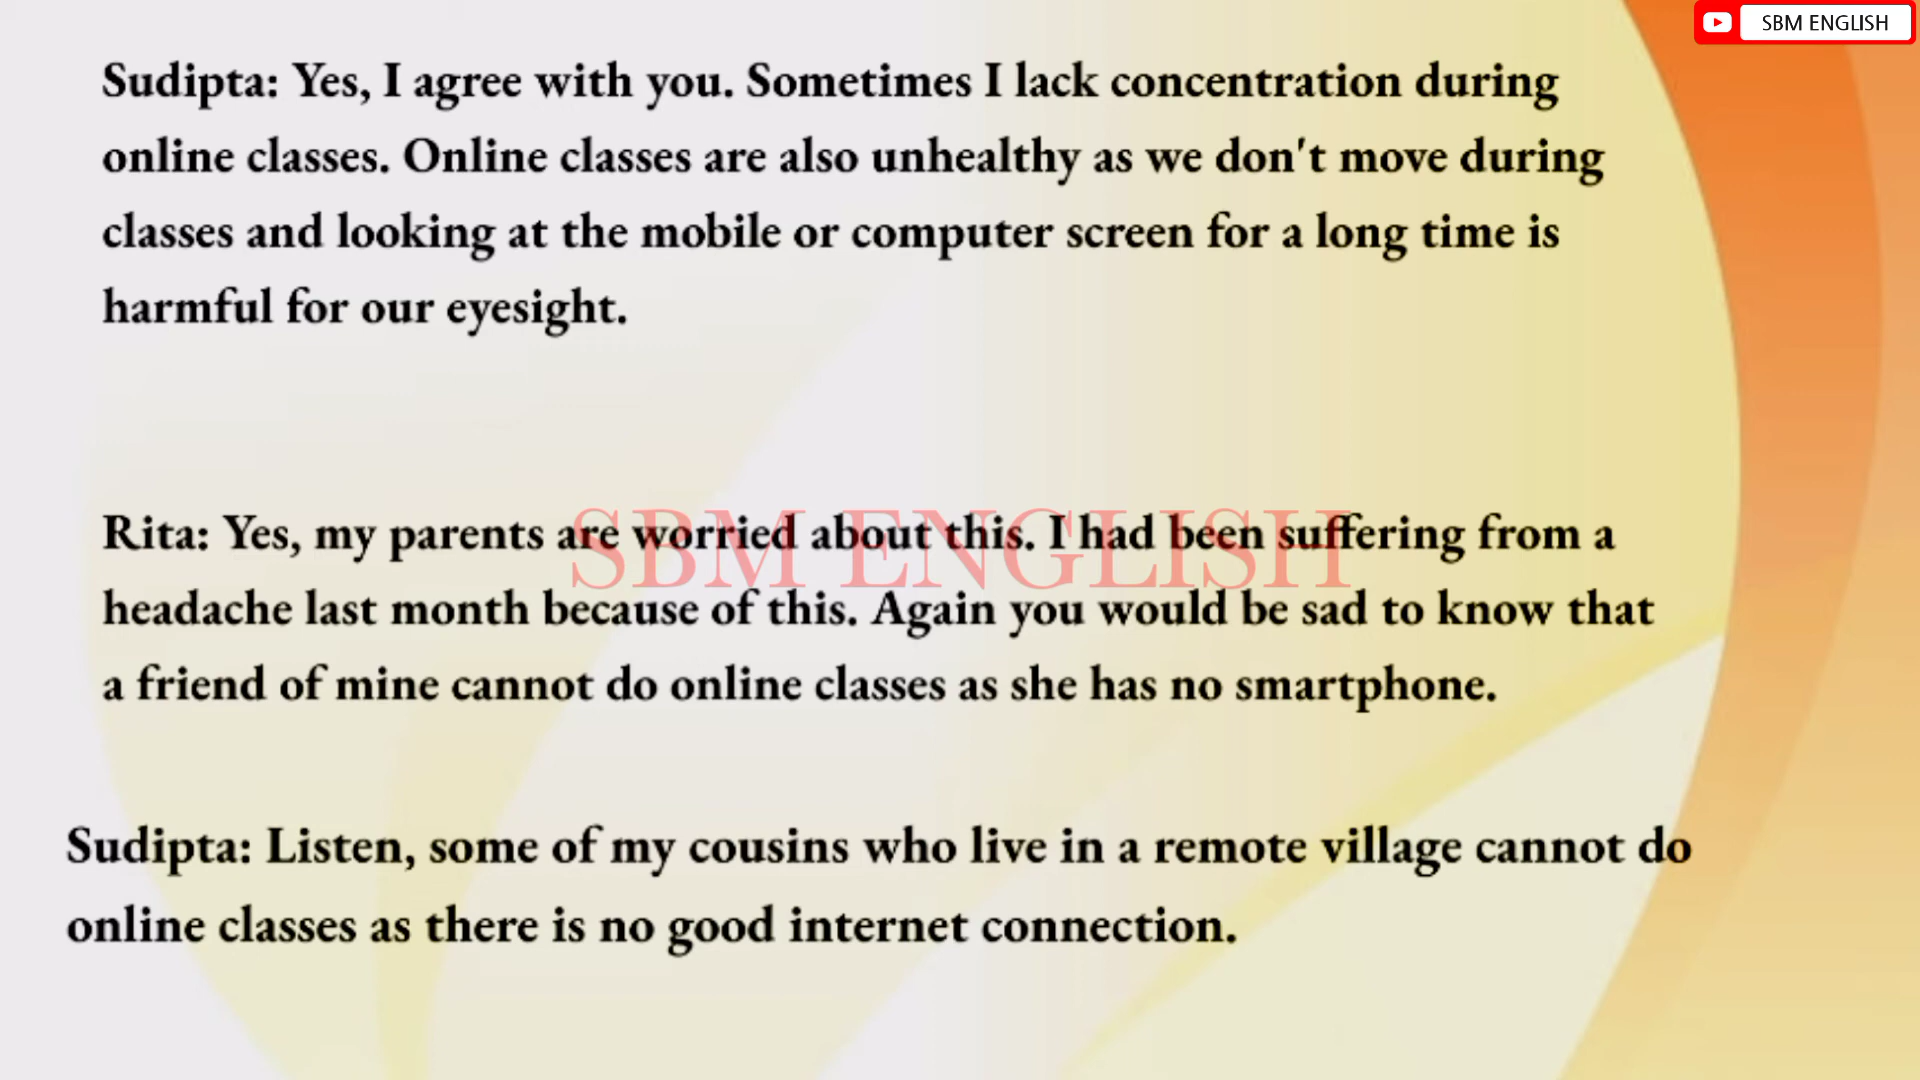 SBM ENGLISH
Sudipta: Yes, I agree with you. Sometimes I lack concentration during
online classes. Online classes are also unhealthy as we don't move during
classes and looking at the mobile or computer screen for a long time is
harmful for our eyesight.
Rita: Yes, my parents are worried about this. I had been suffering from a
SBM ENGLISH
headache last month because of this. Again you would be sad to know that
a friend of mine cannot do online classes as she has no smartphone.
Sudipta: Listen, some of my cousins who live in a remote village cannot do
online classes as there is no good internet connection.